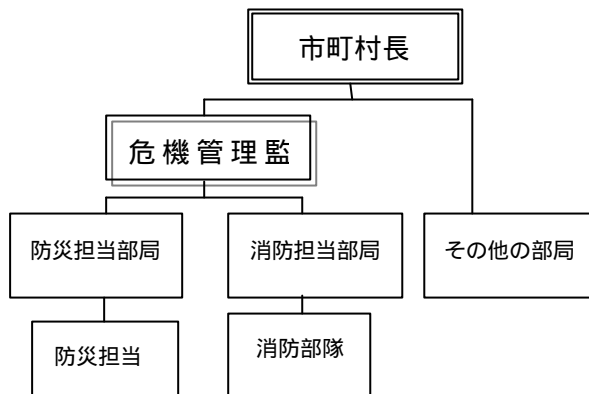 市町村長
危機管理監
防災担当部局
消防担当部局
その他の部局
防災担当
消防部隊